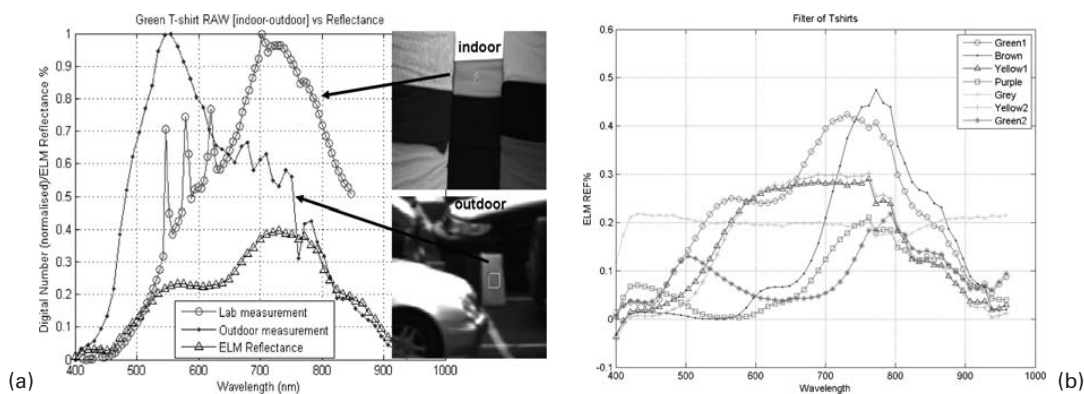 Green T-shirt RAW [indoor-outdoor] vs Reflectance
Digital Number (normalised)/ELM Reflectance %
1
0.9
0.8
0.7
0.6
0.5
0.4
0.3
0.2
0.1
0
400
500
600
700
800
900
1000
Wavelength (nm)
Lab measurement
Outdoor measurement
ELM Reflectance
indoor
outdoor
(a)
Filter of Tshirts
ELM REF%
0.6
0.5
0.4
0.3
0.2
0.1
0
-0.1
400
500
600
700
800
900
1000
Wavelength
Green1
Brown
Yellow1
Purple
Grey
Yellow2
Green2
(b)